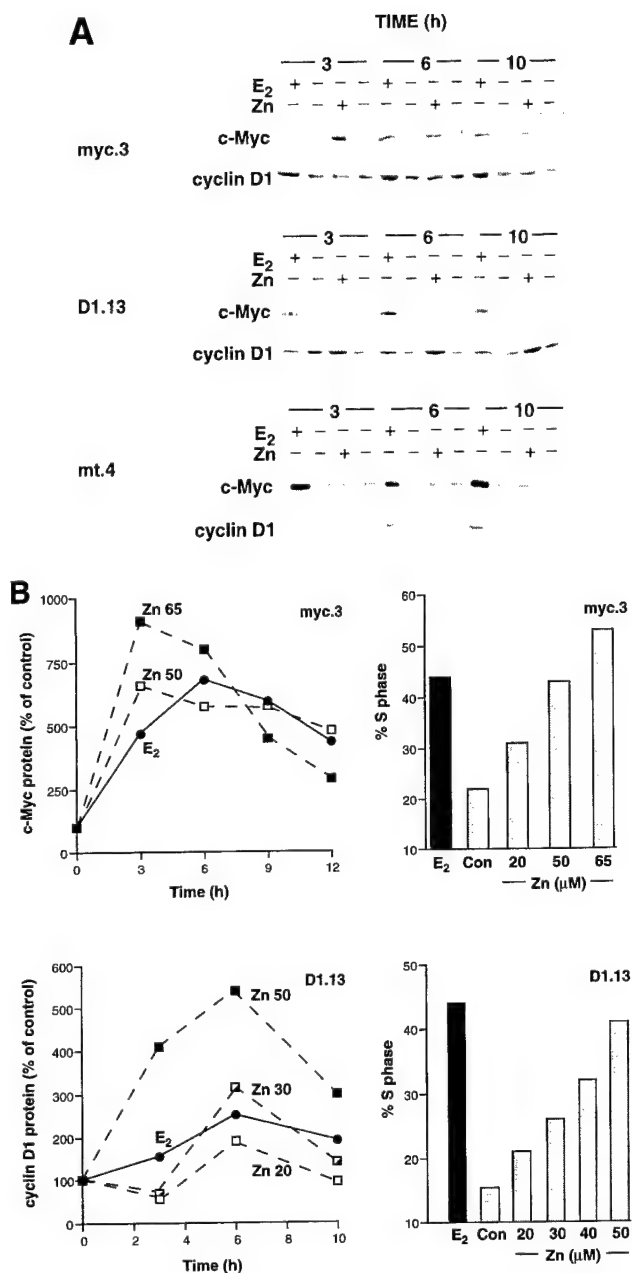 A
TIME (h)
3 6 10
E2 + − − − + − − − + − − −
Zn − − + − − − + − − − + −
myc.3
c-Myc
cyclin D1
3 6 10
E2 + − − − + − − − + − − −
Zn − − + − − − + − − − + −
D1.13
c-Myc
cyclin D1
3 6 10
E2 + − − − + − − − + − − −
Zn − − + − − − + − − − + −
mt.4
c-Myc
cyclin D1
B
myc.3
Zn 65
Zn 50
E2
c-Myc protein (% of control)
1000
750
500
250
0
0 3 6 9 12
Time (h)
myc.3
% S phase
60
50
40
30
20
10
E2 Con 20 50 65
Zn (µM)
D1.13
Zn 50
Zn 30
E2
Zn 20
cyclin D1 protein (% of control)
600
500
400
300
200
100
0
0 2 4 6 8 10
Time (h)
D1.13
% S phase
50
40
30
20
10
E2 Con 20 30 40 50
Zn (µM)